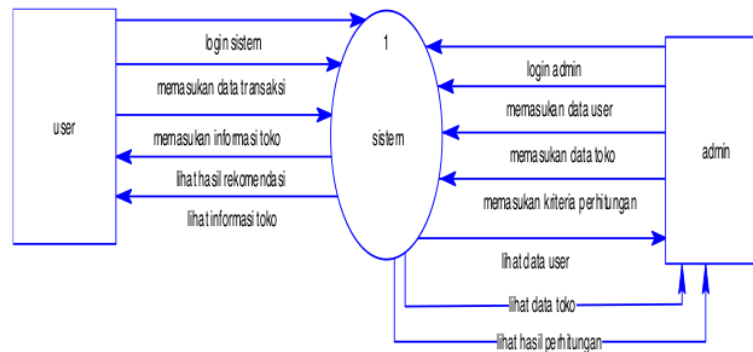 user
login sistem
memasukan data transaksi
memasukan informasi toko
lihat hasil rekomendasi
lihat informasi toko
1
sistem
login admin
memasukan data user
memasukan data toko
memasukan kriteria perhitungan
lihat data user
lihat data toko
lihat hasil perhitungan
admin